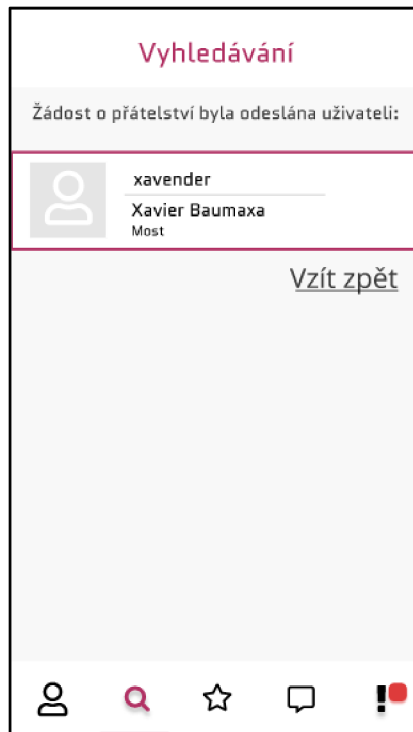 Vyhledávání
Žádost o přátelství byla odeslána uživateli:
xavender
Xavier Baumaxa
Most
Vzít zpět